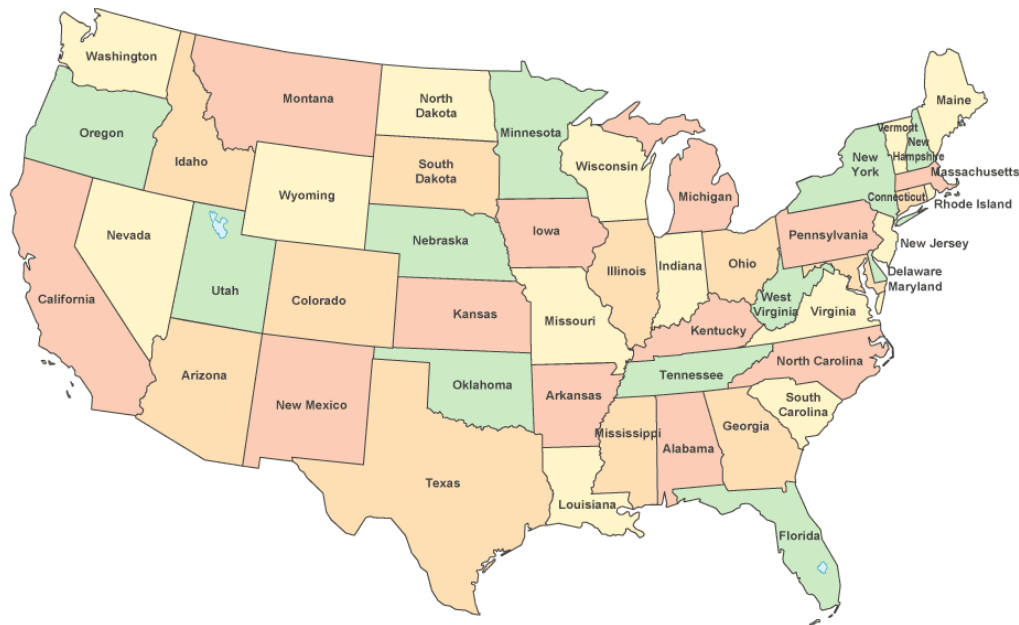 Washington
Oregon
California
Nevada
Idaho
Montana
Wyoming
Utah
Arizona
Colorado
New Mexico
North
Dakota
South
Dakota
Nebraska
Kansas
Oklahoma
Texas
Minnesota
Iowa
Missouri
Arkansas
Louisiana
Wisconsin
Illinois
Michigan
Indiana
Ohio
Kentucky
Tennessee
Mississippi
Alabama
Georgia
Florida
South
Carolina
North Carolina
Virginia
West
Virginia
Pennsylvania
New
York
Vermont
New
Hampshire
Maine
Massachusetts
Connecticut
Rhode Island
New Jersey
Delaware
Maryland